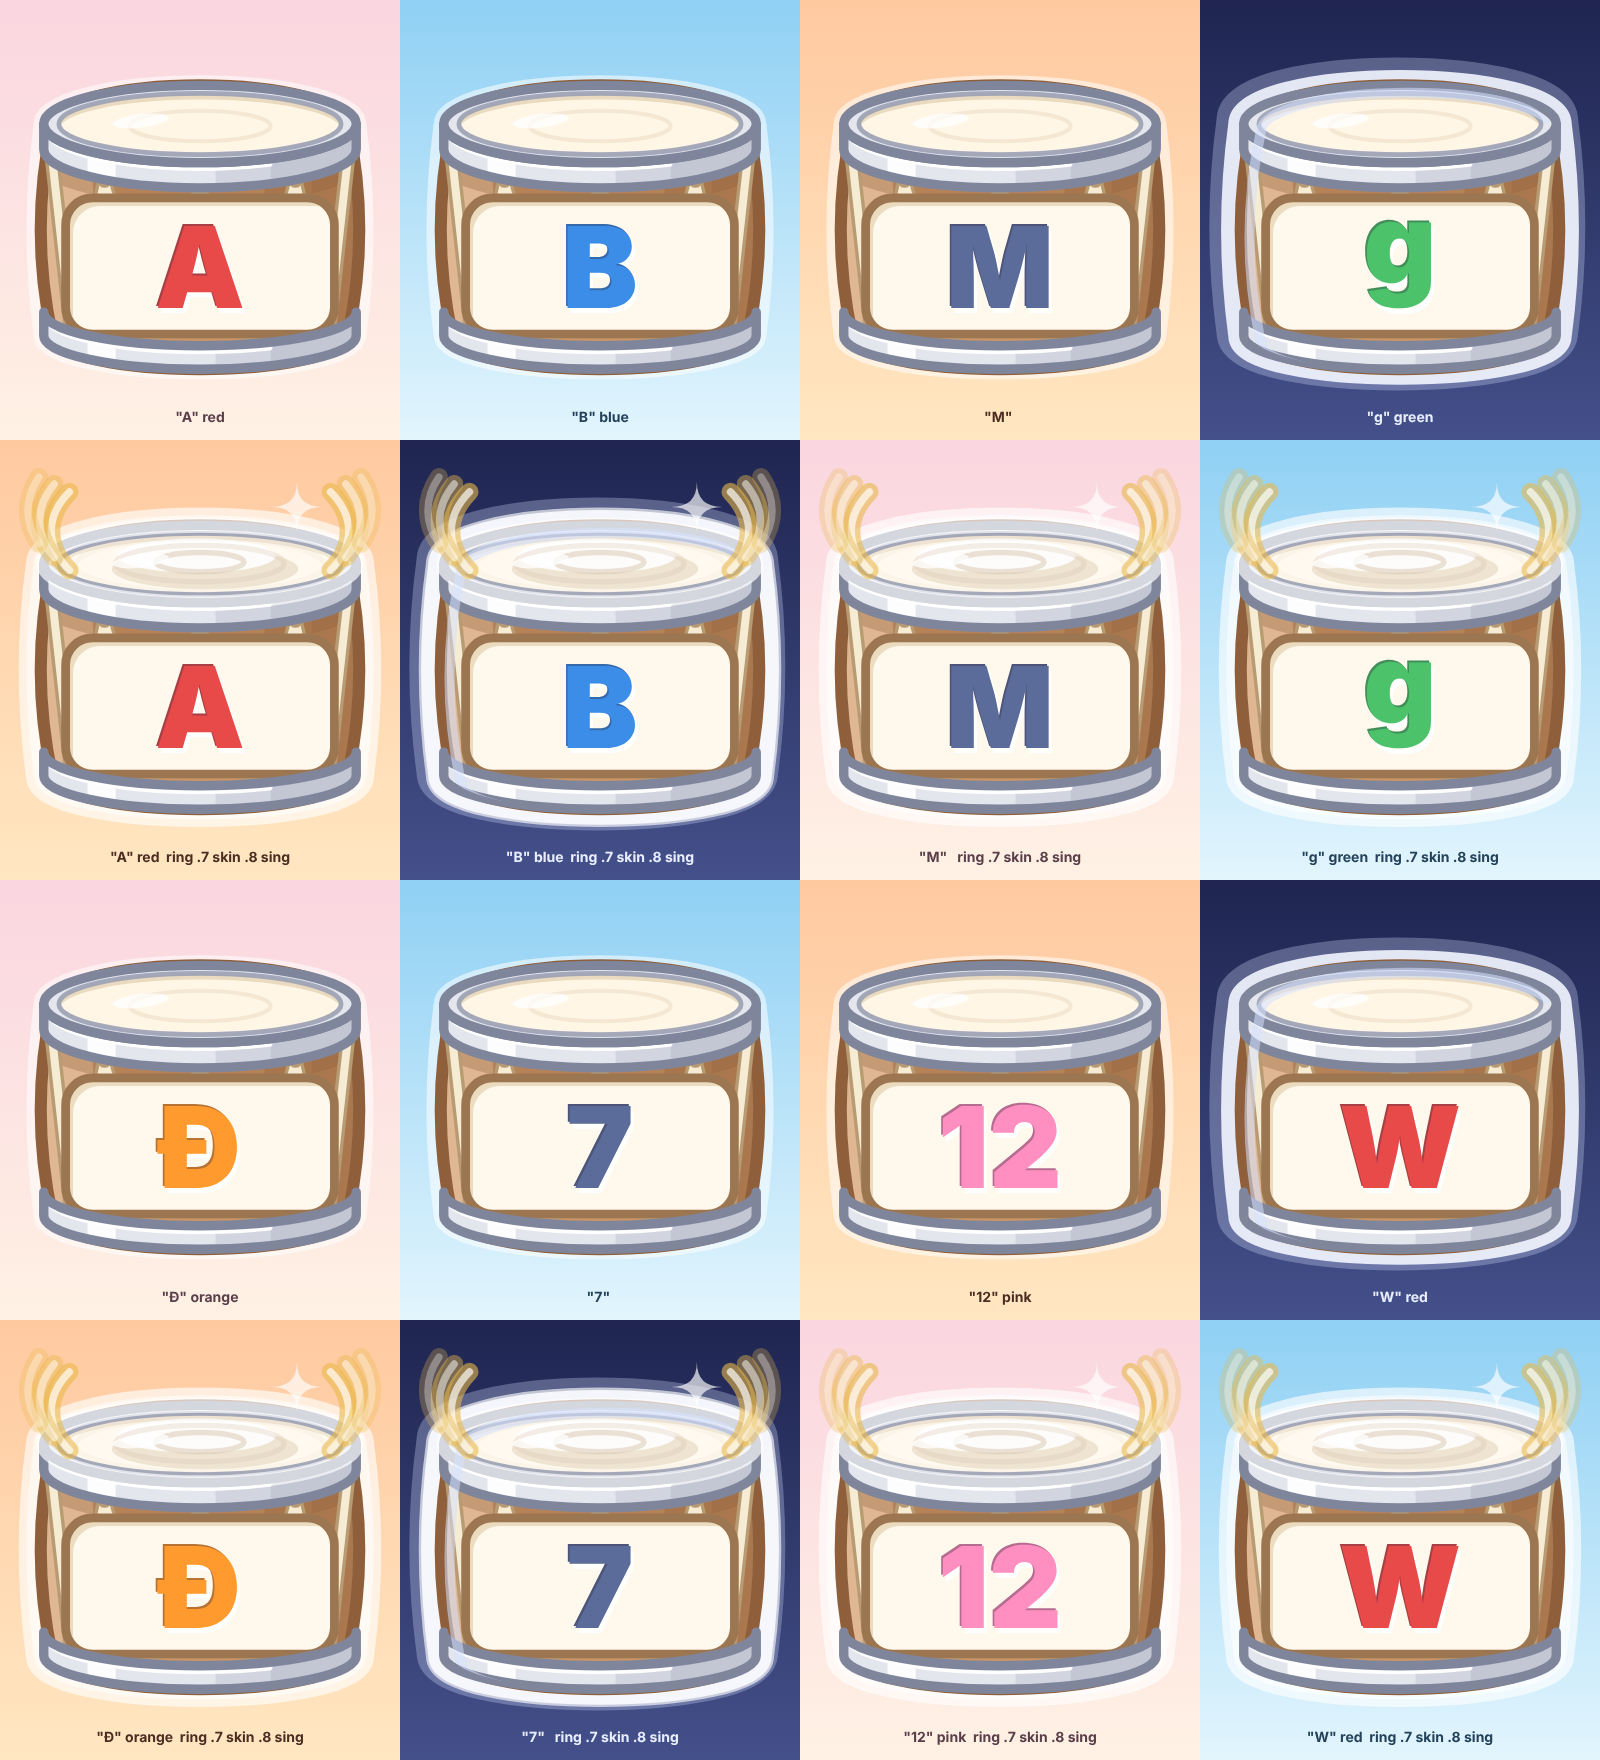 A B M g
"A" red "B" blue "M" "g" green
A B M g
"A" red ring .7 skin .8 sing "B" blue ring .7 skin .8 sing "M" ring .7 skin .8 sing "g" green ring .7 skin .8 sing
Đ 7 12 W
"Đ" orange "7" "12" pink "W" red
Đ 7 12 W
"Đ" orange ring .7 skin .8 sing "7" ring .7 skin .8 sing "12" pink ring .7 skin .8 sing "W" red ring .7 skin .8 sing